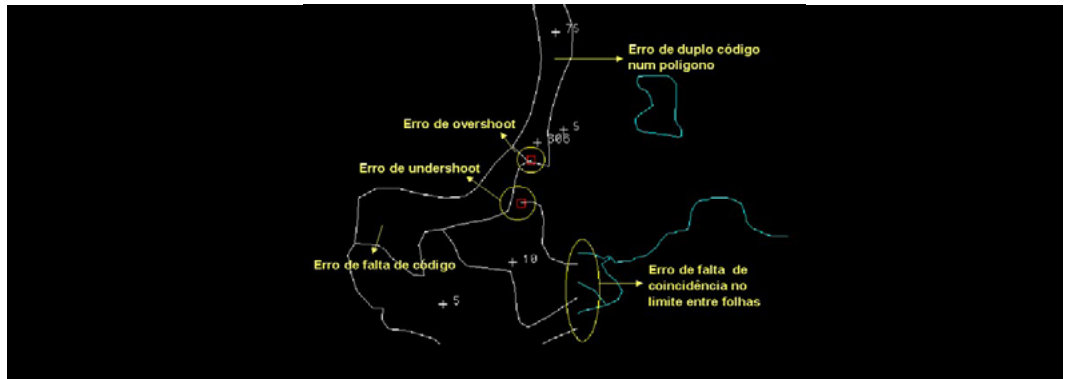 75
Erro de duplo código
num polígono
Erro de overshoot
5
306
Erro de undershoot
Erro de falta de código
10
Erro de falta de
coincidência no
limite entre folhas
5